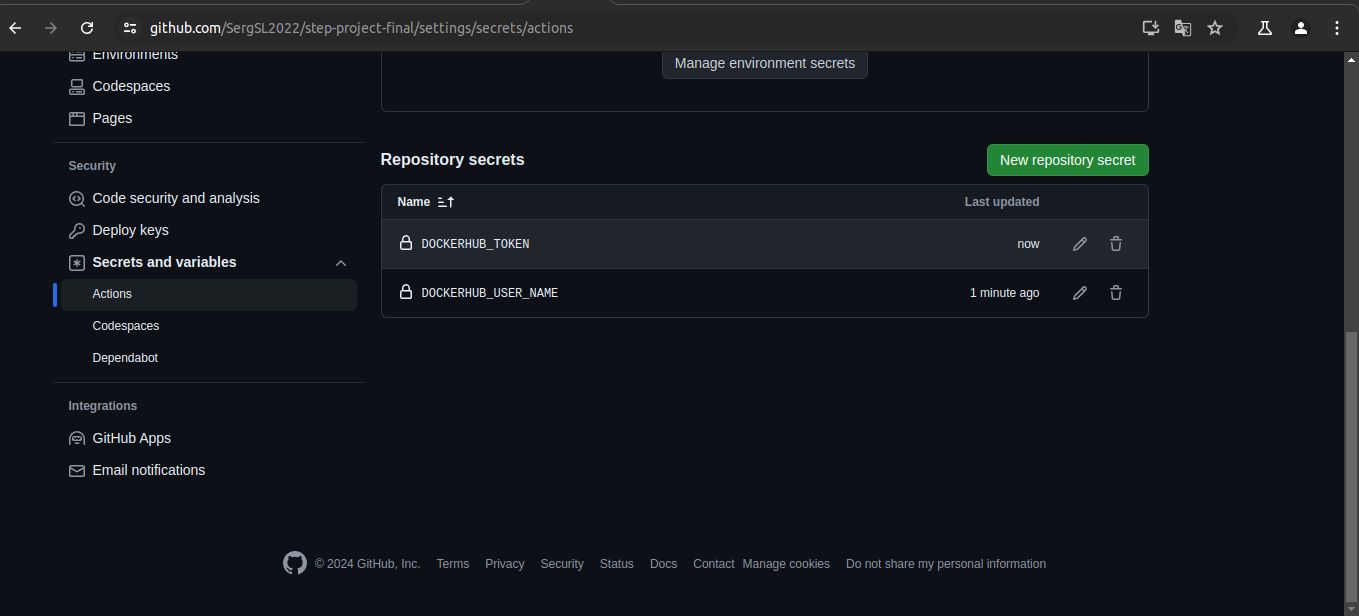 github.com/SergSL2022/step-project-final/settings/secrets/actions
Environments
Codespaces
Pages
Security
Code security and analysis
Deploy keys
Secrets and variables
Actions
Codespaces
Dependabot
Integrations
GitHub Apps
Email notifications
Manage environment secrets
Repository secrets
New repository secret
Name Last updated
DOCKERHUB_TOKEN now
DOCKERHUB_USER_NAME 1 minute ago
© 2024 GitHub, Inc. Terms Privacy Security Status Docs Contact Manage cookies Do not share my personal information